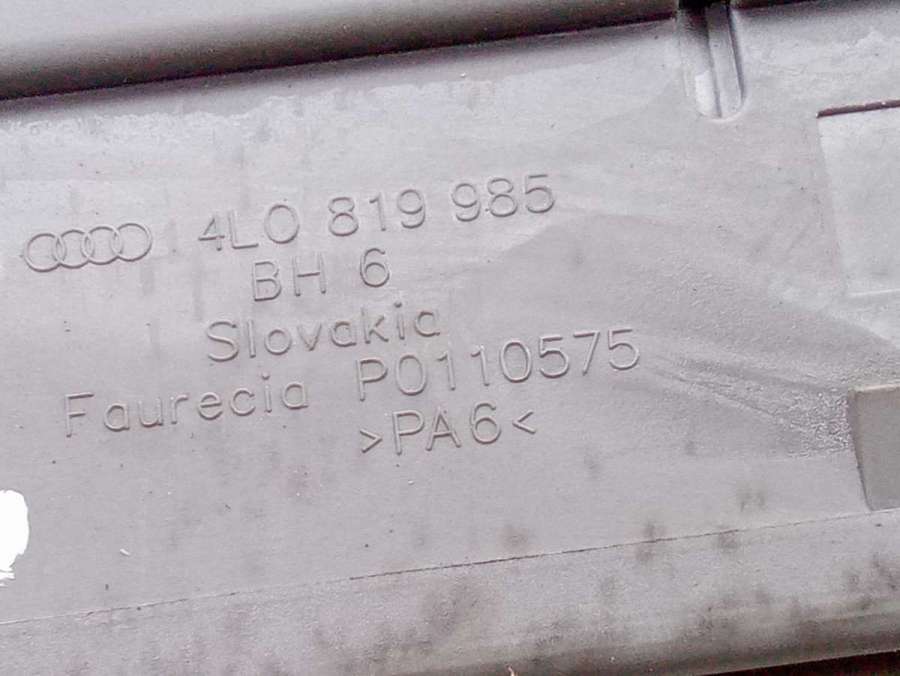 4L0 819 985
BH 6
Slovakia
Faurecia P0110575
>PA6<